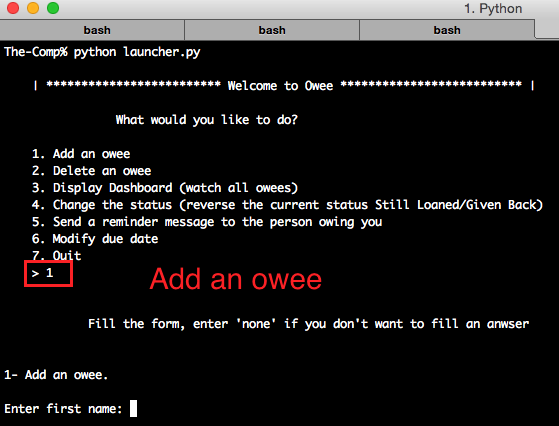 1. Python
bash bash bash
The-Comp% python launcher.py
| ************************* Welcome to Owee ************************** |
What would you like to do?
1. Add an owee
2. Delete an owee
3. Display Dashboard (watch all owees)
4. Change the status (reverse the current status Still Loaned/Given Back)
5. Send a reminder message to the person owing you
6. Modify due date
7. Quit
> 1
Add an owee
Fill the form, enter 'none' if you don't want to fill an anwser
1- Add an owee.
Enter first name: